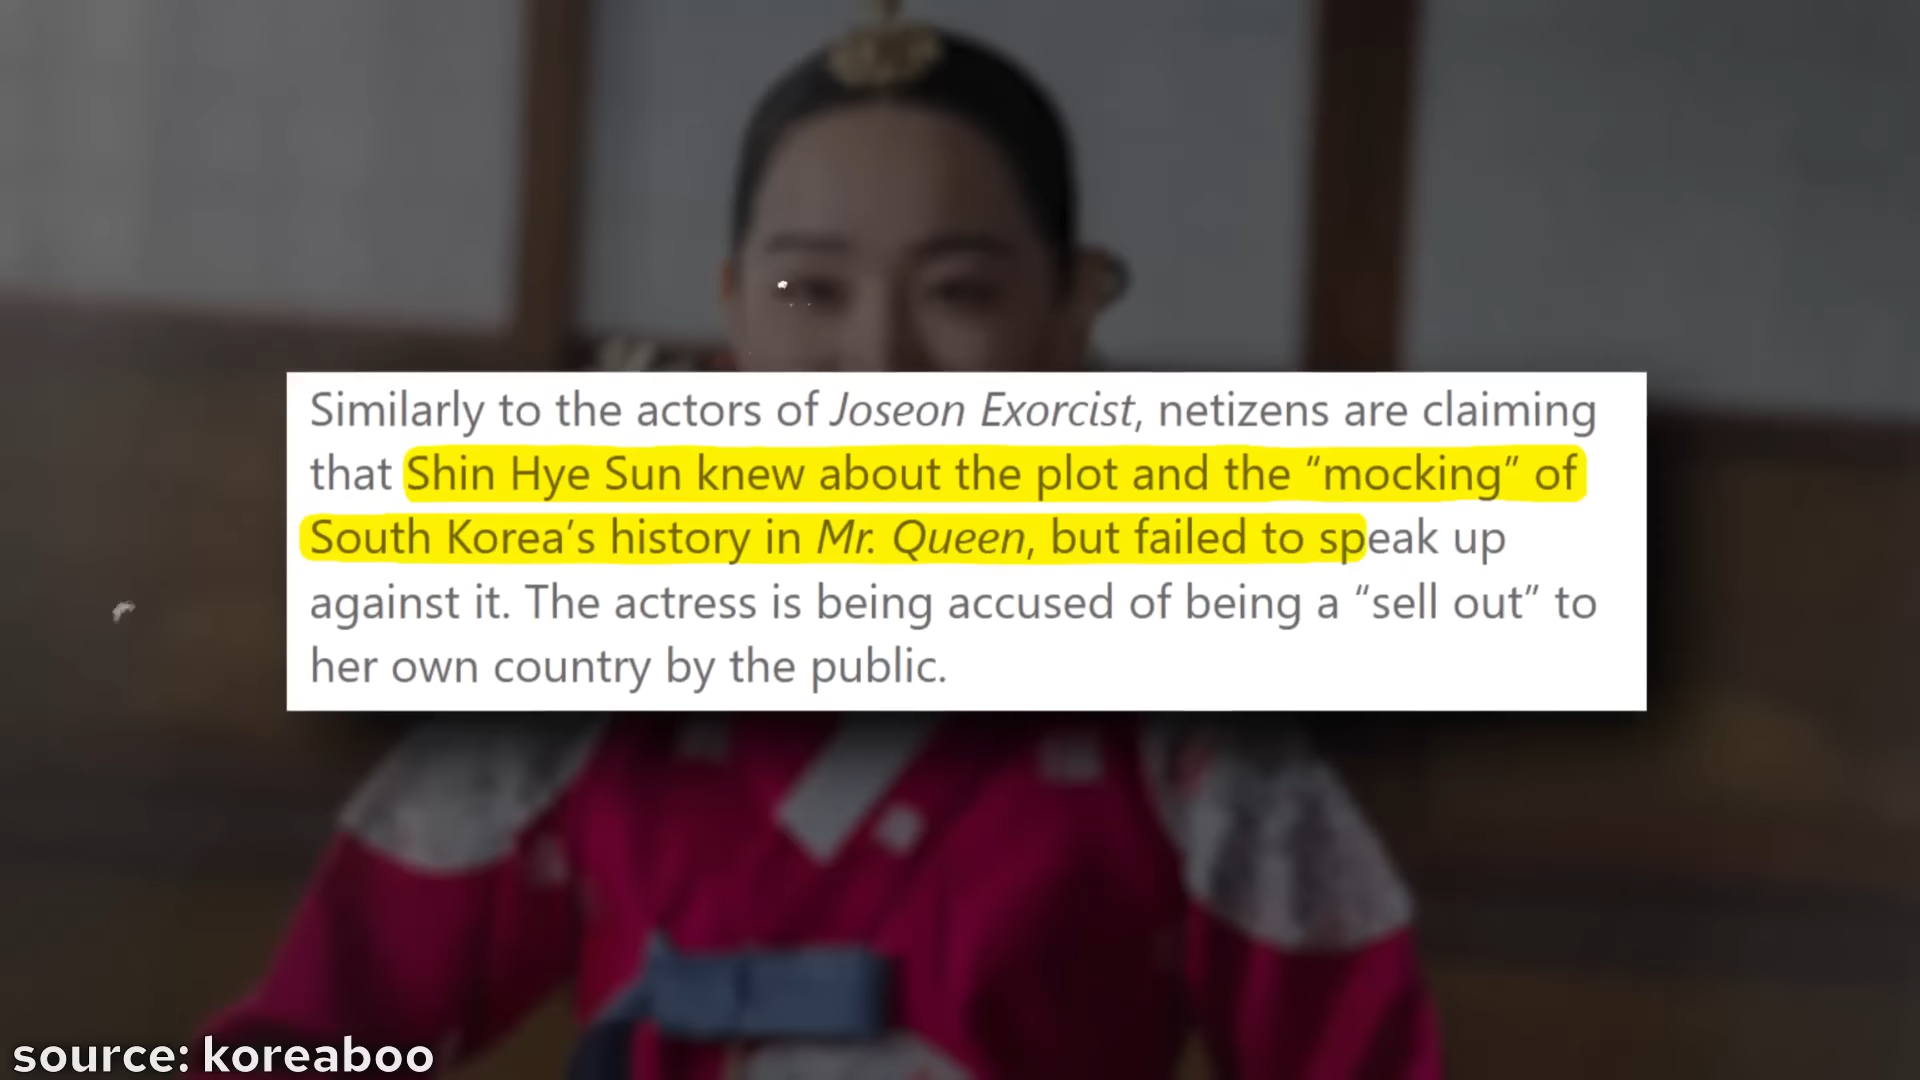 Similarly to the actors of Joseon Exorcist, netizens are claiming
that Shin Hye Sun knew about the plot and the “mocking” of
South Korea’s history in Mr. Queen, but failed to speak up
against it. The actress is being accused of being a “sell out” to
her own country by the public.
source: koreaboo